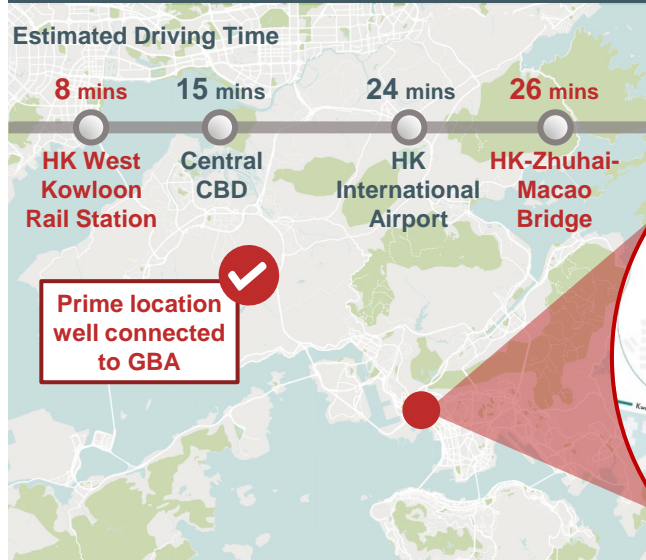 Estimated Driving Time
8 mins
15 mins
24 mins
26 mins
HK West
Kowloon
Rail Station
Central
CBD
HK
International
Airport
HK-Zhuhai-
Macao
Bridge
Prime location
well connected
to GBA